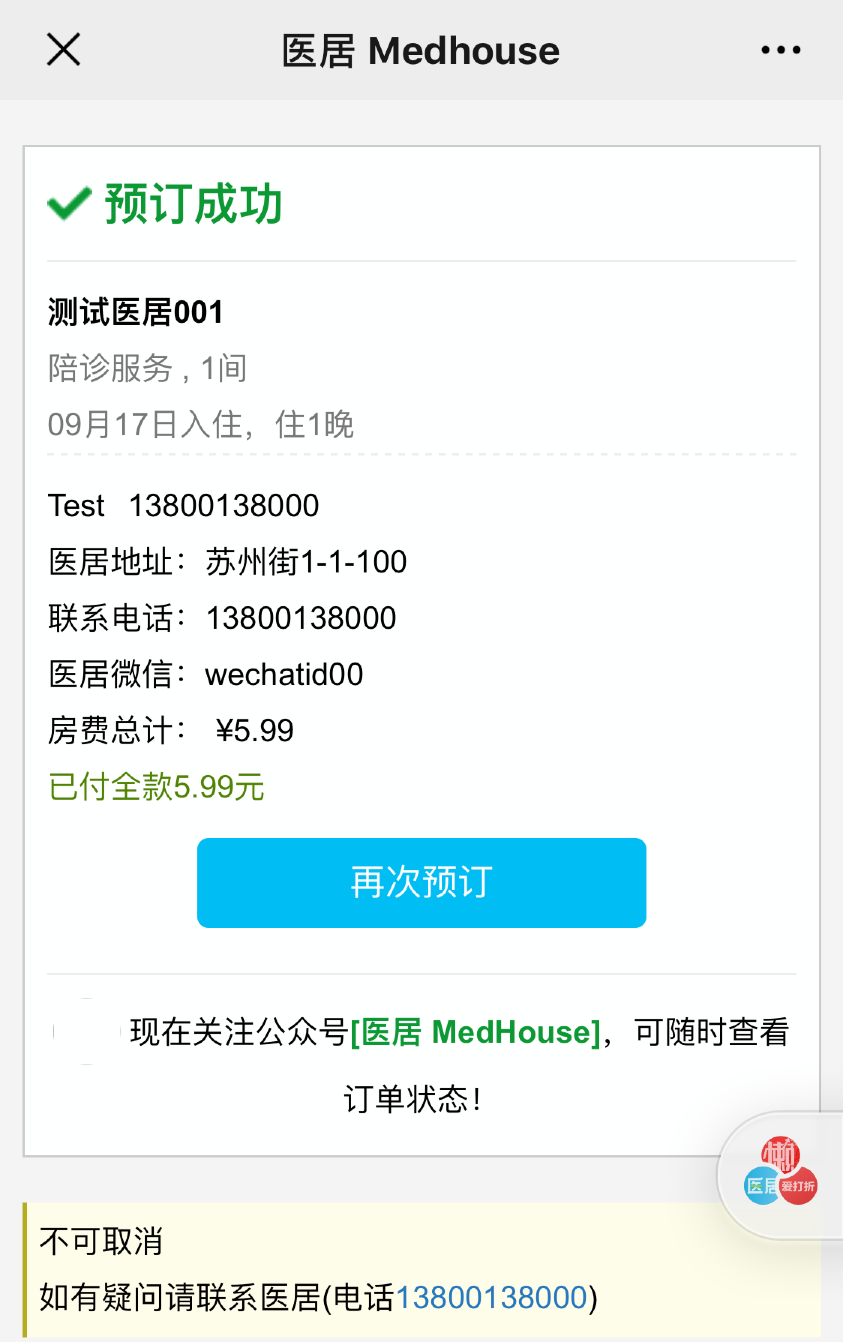 医居 Medhouse
预订成功
测试医居001
陪诊服务 , 1间
09月17日入住，住1晚
Test 13800138000
医居地址：苏州街1-1-100
联系电话：13800138000
医居微信：wechatid00
房费总计： ¥5.99
已付全款5.99元
再次预订
现在关注公众号[医居 MedHouse]，可随时查看
订单状态！
懒
医居
爱打折
不可取消
如有疑问请联系医居(电话13800138000)